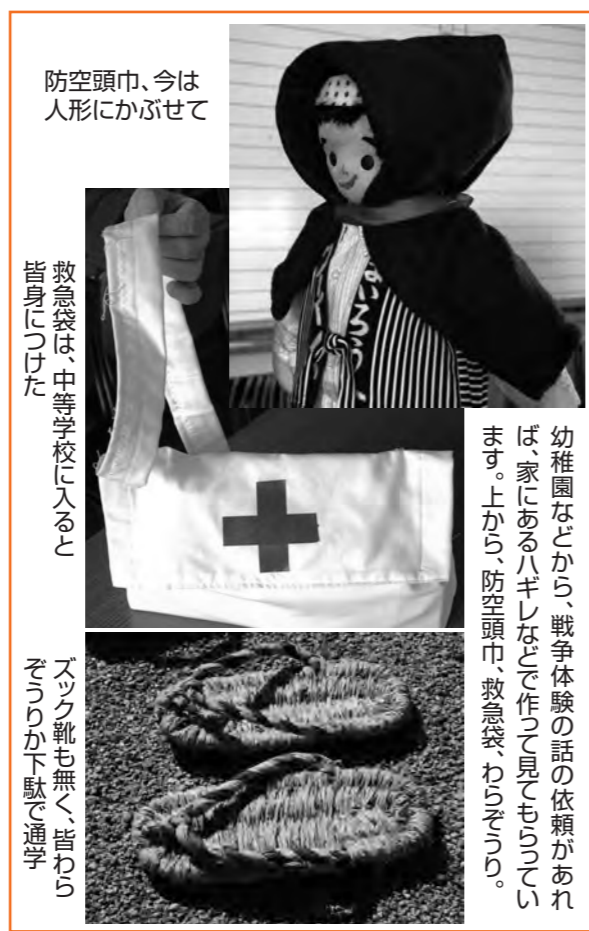 防空頭巾、今は
人形にかぶせて
救急袋は、中等学校に入ると
皆身につけた
幼稚園などから、戦争体験の話の依頼があれ
ば、家にあるハギレなどで作って見てもらってい
ます。上から、防空頭巾、救急袋、わらぞうり。
ズック靴も無く、皆わら
ぞうりか下駄で通学